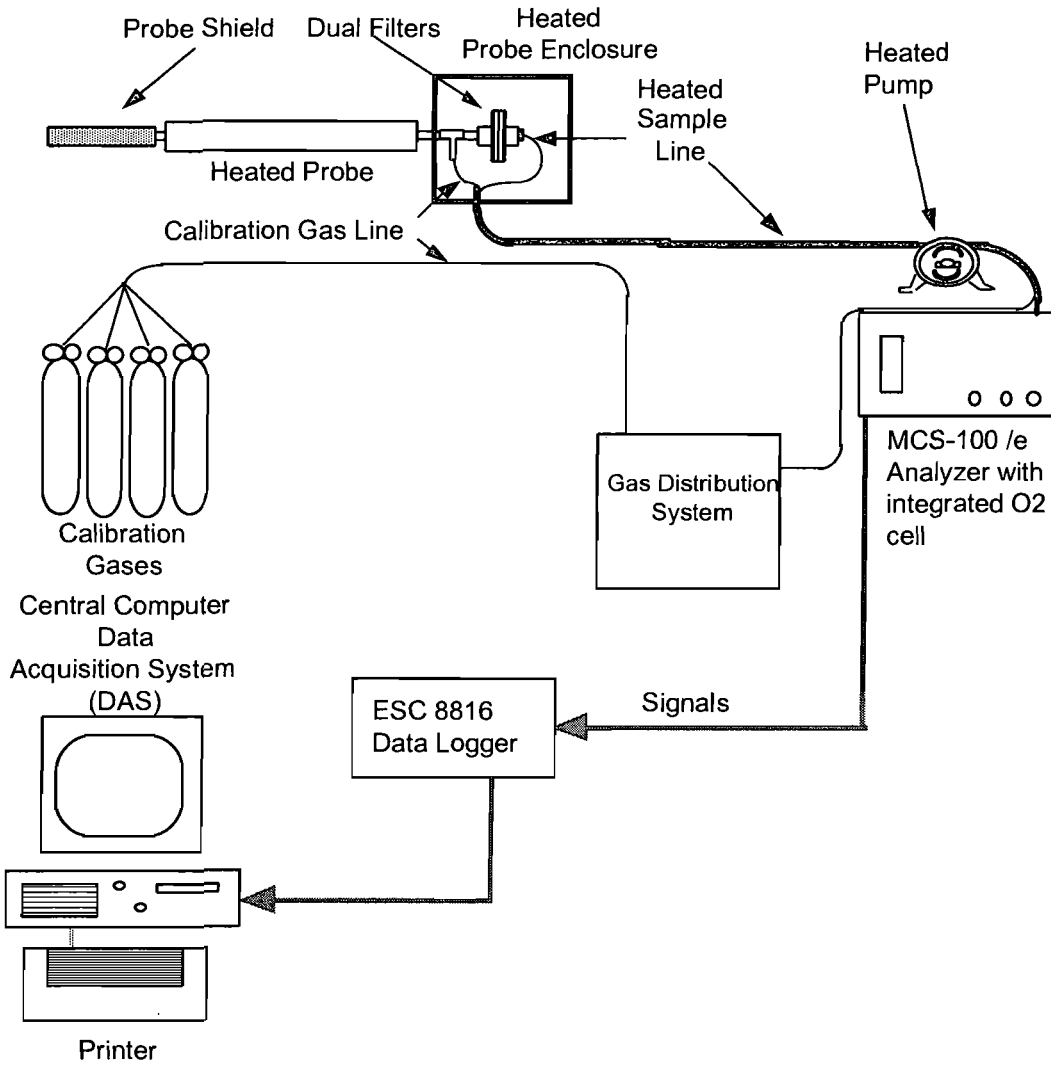 Probe Shield
Dual Filters
Heated
Probe Enclosure
Heated
Sample
Line
Heated
Pump
Heated Probe
Calibration Gas Line
MCS-100 /e
Analyzer with
integrated O2
cell
Gas Distribution
System
Calibration
Gases
Central Computer
Data
Acquisition System
(DAS)
ESC 8816
Data Logger
Signals
Printer